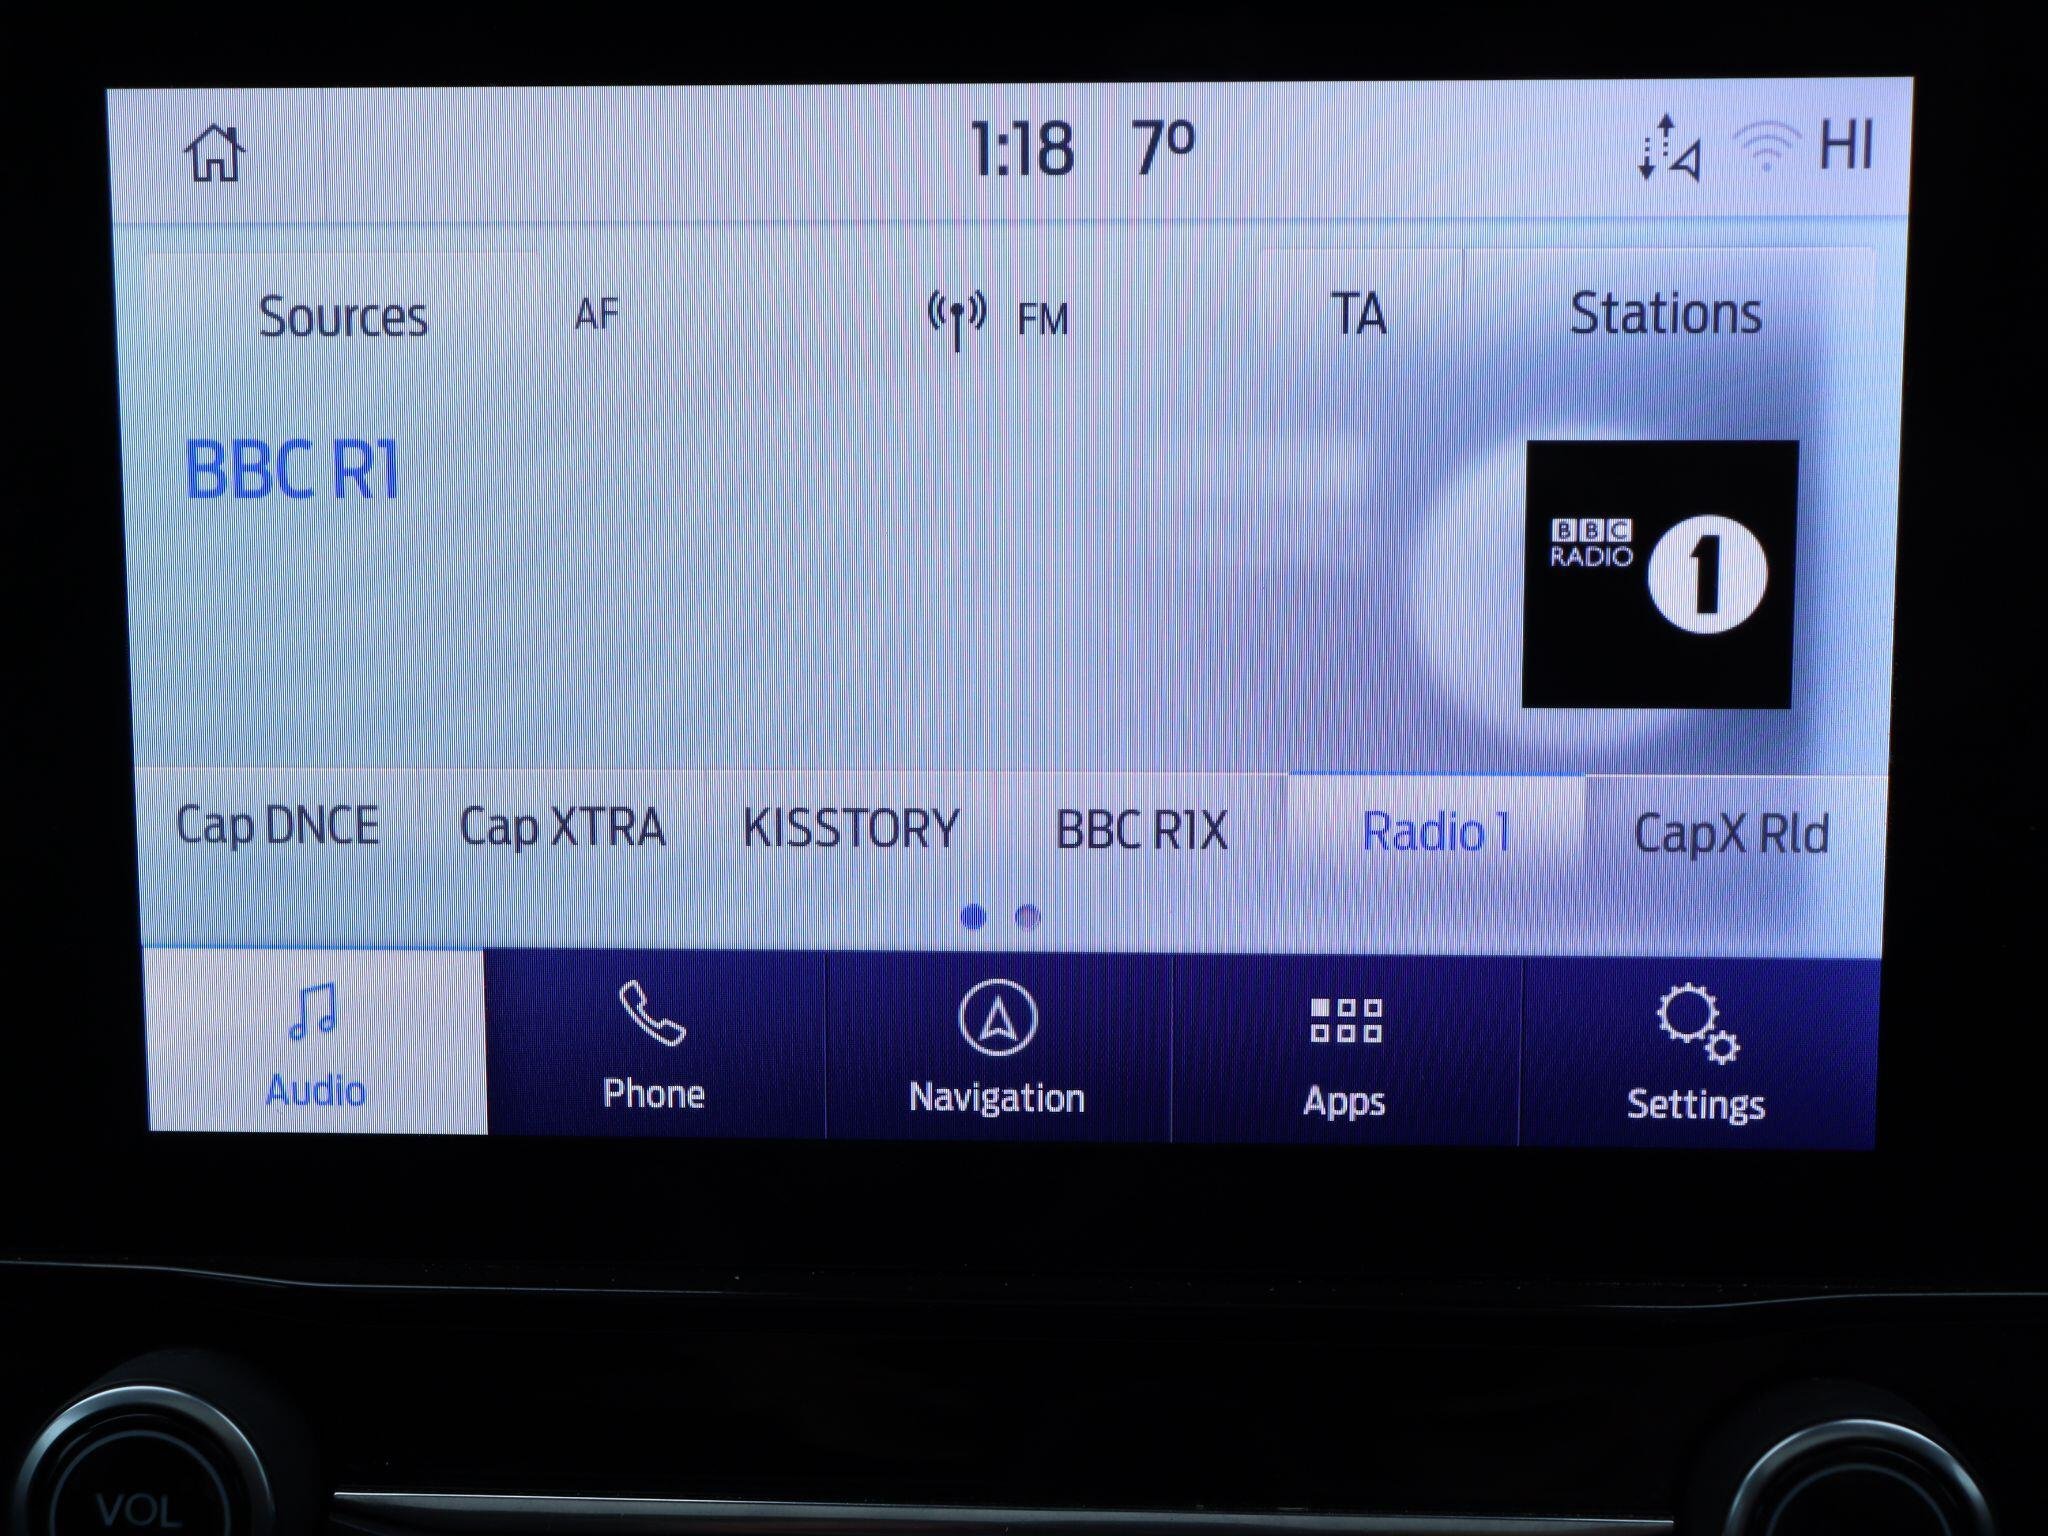 1:18 7º HI
Sources AF FM TA Stations
BBC R1
BBC
RADIO 1
Cap DNCE Cap XTRA KISSTORY BBC R1X Radio 1 CapX Rld
Audio Phone Navigation Apps Settings
VOL